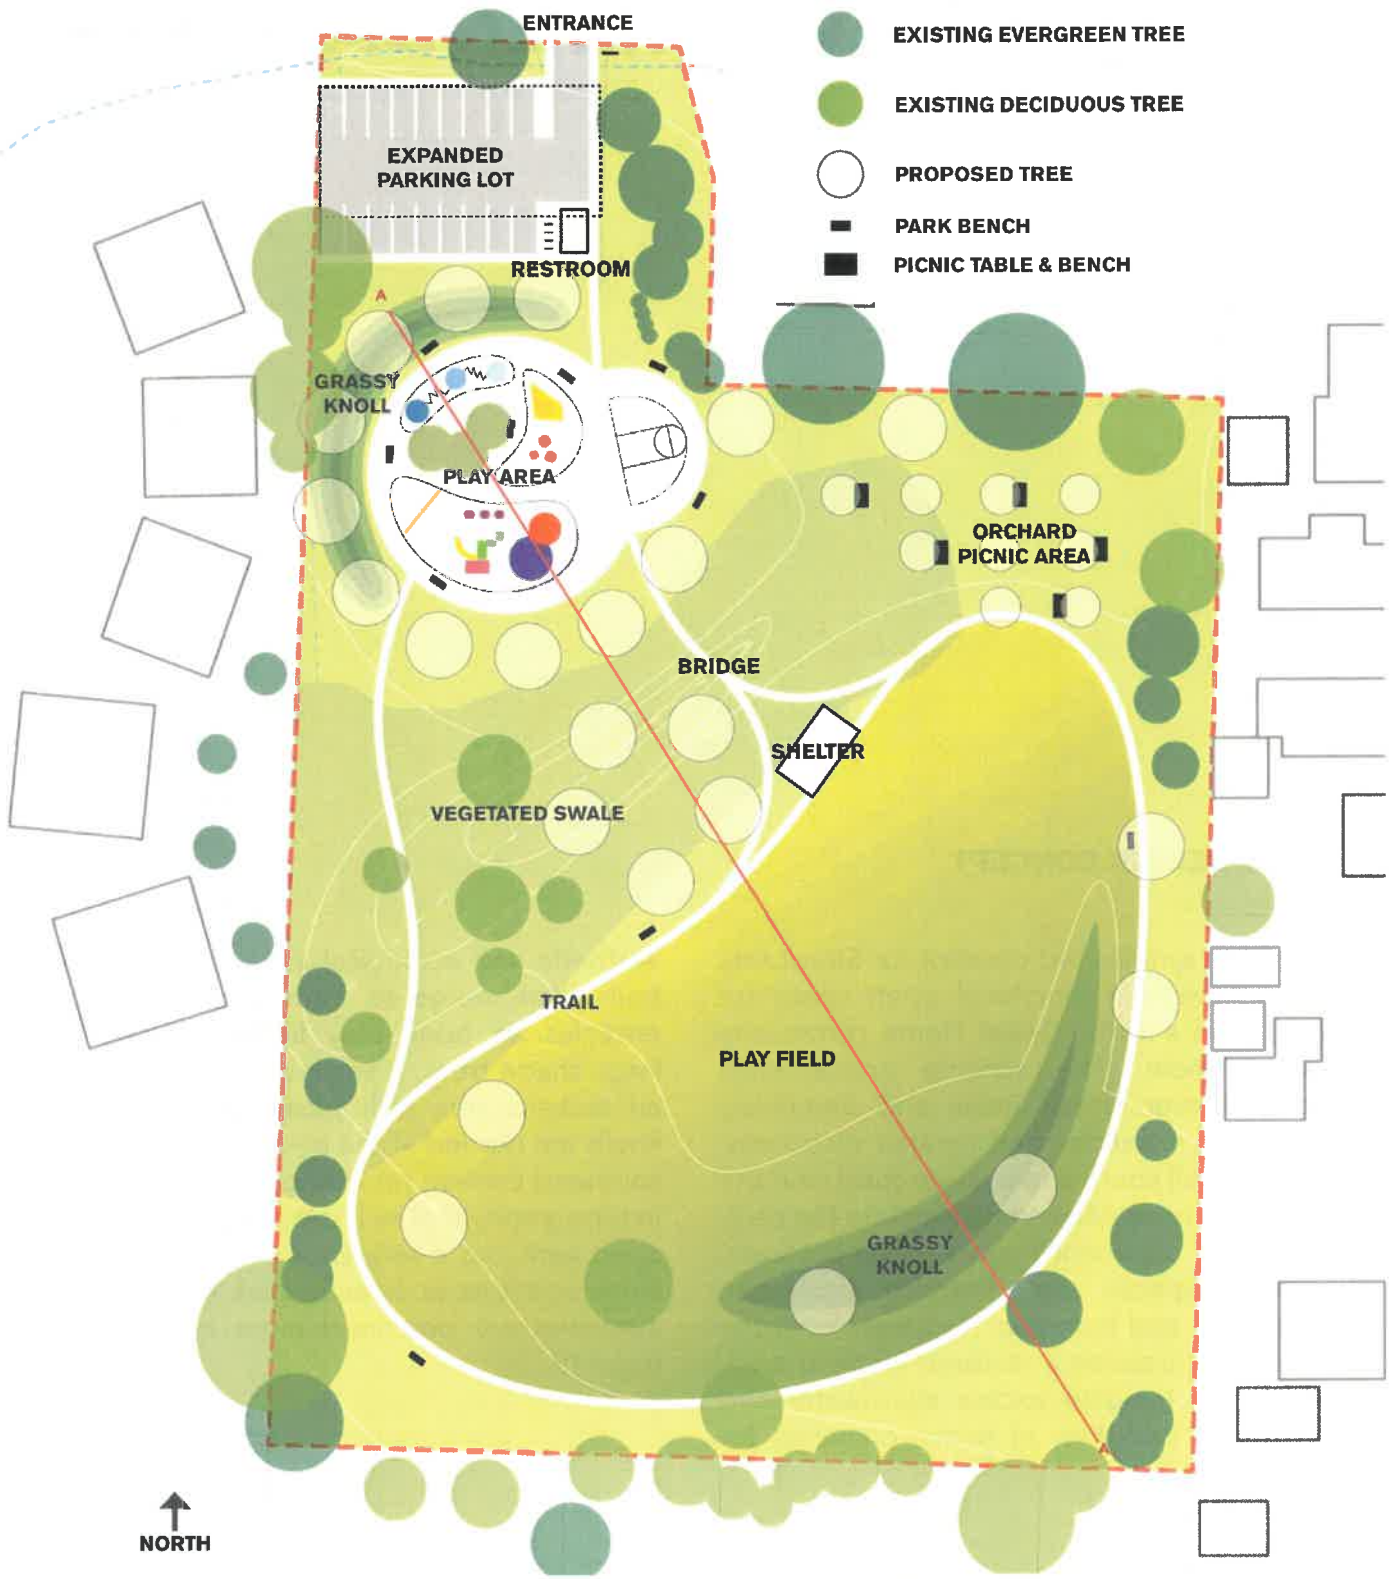 ENTRANCE
EXISTING EVERGREEN TREE
EXISTING DECIDUOUS TREE
PROPOSED TREE
PARK BENCH
PICNIC TABLE & BENCH
EXPANDED
PARKING LOT
RESTROOM
A
GRASSY
KNOLL
PLAY AREA
ORCHARD
PICNIC AREA
BRIDGE
SHELTER
VEGETATED SWALE
TRAIL
PLAY FIELD
GRASSY
KNOLL
A
NORTH